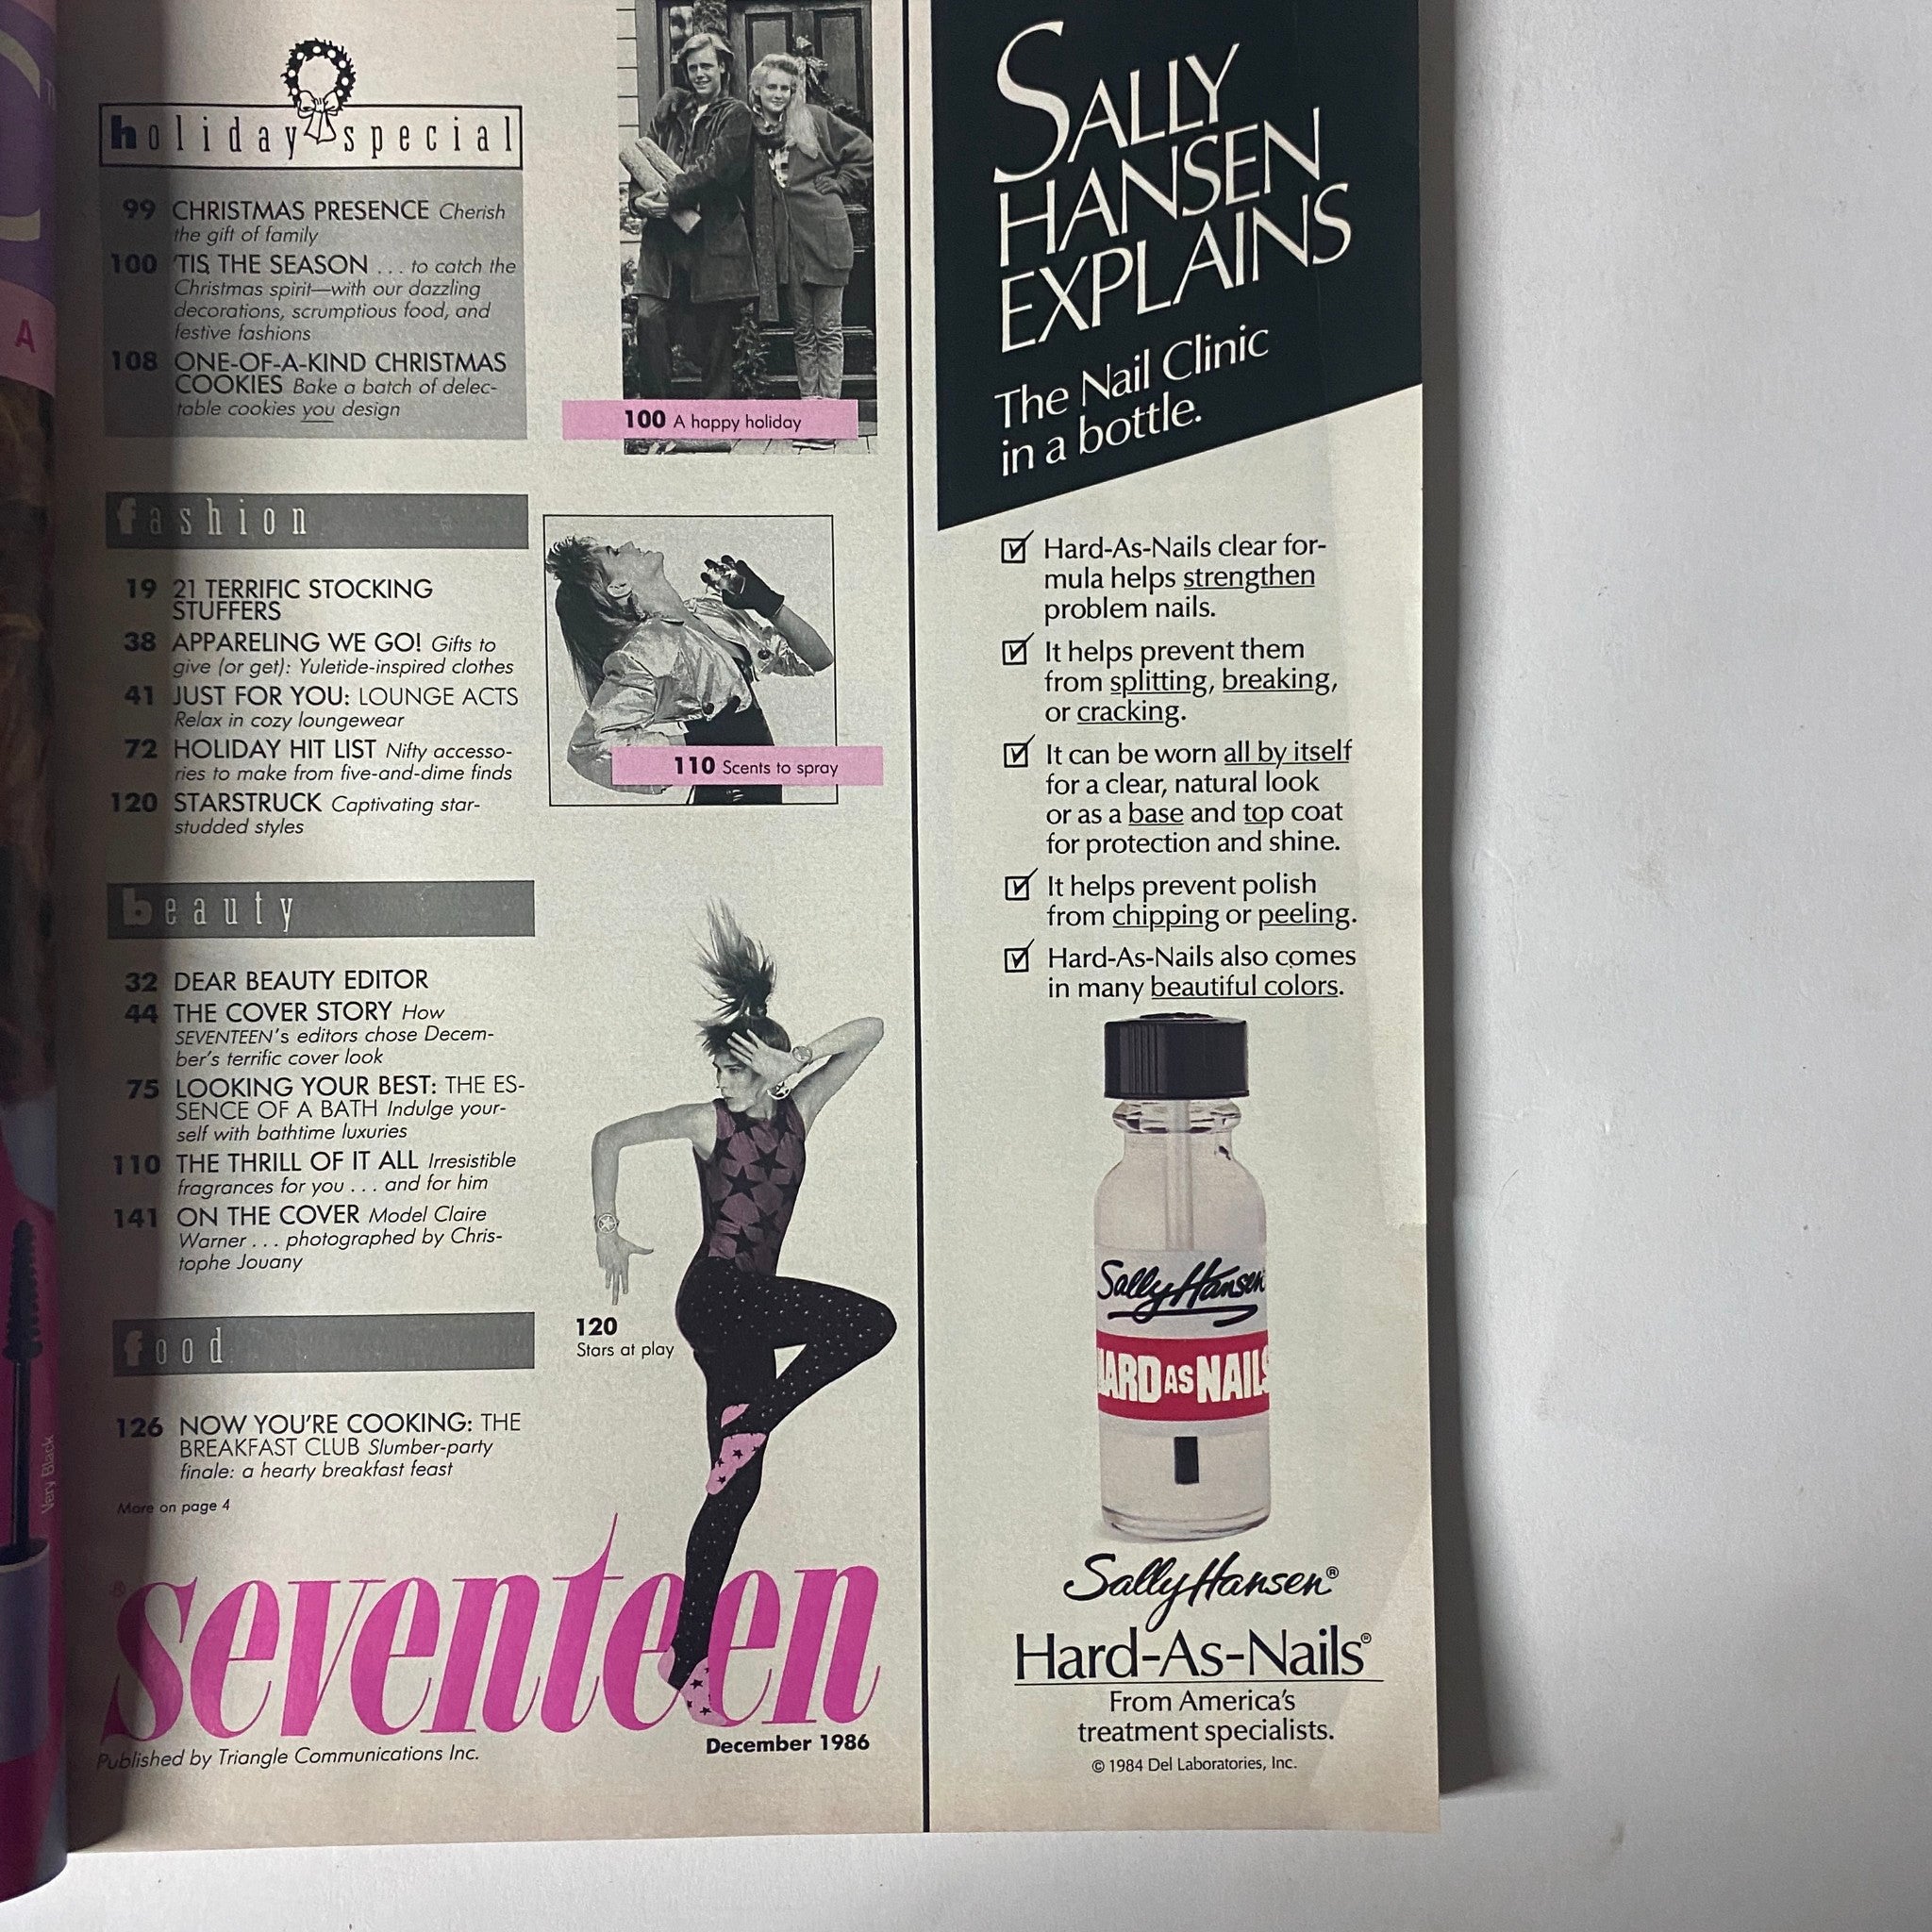 holiday special
99 CHRISTMAS PRESENCE Cherish
the gift of family
100 'TIS THE SEASON . . . to catch the
Christmas spirit—with our dazzling
decorations, scrumptious food, and
festive fashions
108 ONE-OF-A-KIND CHRISTMAS
COOKIES Bake a batch of delec-
table cookies you design
100 A happy holiday
fashion
19 21 TERRIFIC STOCKING
STUFFERS
38 APPARELING WE GO! Gifts to
give (or get): Yuletide-inspired clothes
41 JUST FOR YOU: LOUNGE ACTS
Relax in cozy loungewear
72 HOLIDAY HIT LIST Nifty accesso-
ries to make from five-and-dime finds
120 STARSTRUCK Captivating star-
studded styles
110 Scents to spray
beauty
32 DEAR BEAUTY EDITOR
44 THE COVER STORY How
SEVENTEEN's editors chose Decem-
ber's terrific cover look
75 LOOKING YOUR BEST: THE ES-
SENCE OF A BATH Indulge your-
self with bathtime luxuries
110 THE THRILL OF IT ALL Irresistible
fragrances for you . . . and for him
141 ON THE COVER Model Claire
Warner . . . photographed by Chris-
tophe Jouany
120
Stars at play
food
126 NOW YOU'RE COOKING: THE
BREAKFAST CLUB Slumber-party
finale: a hearty breakfast feast
More on page 4
® seventeen
Published by Triangle Communications Inc.
December 1986
SALLY
HANSEN
EXPLAINS
The Nail Clinic
in a bottle.
Hard-As-Nails clear for-
mula helps strengthen
problem nails.
It helps prevent them
from splitting, breaking,
or cracking.
It can be worn all by itself
for a clear, natural look
or as a base and top coat
for protection and shine.
It helps prevent polish
from chipping or peeling.
Hard-As-Nails also comes
in many beautiful colors.
Sally Hansen
HARD AS NAILS
Sally Hansen®
Hard-As-Nails®
From America's
treatment specialists.
© 1984 Del Laboratories, Inc.
A
Very Black